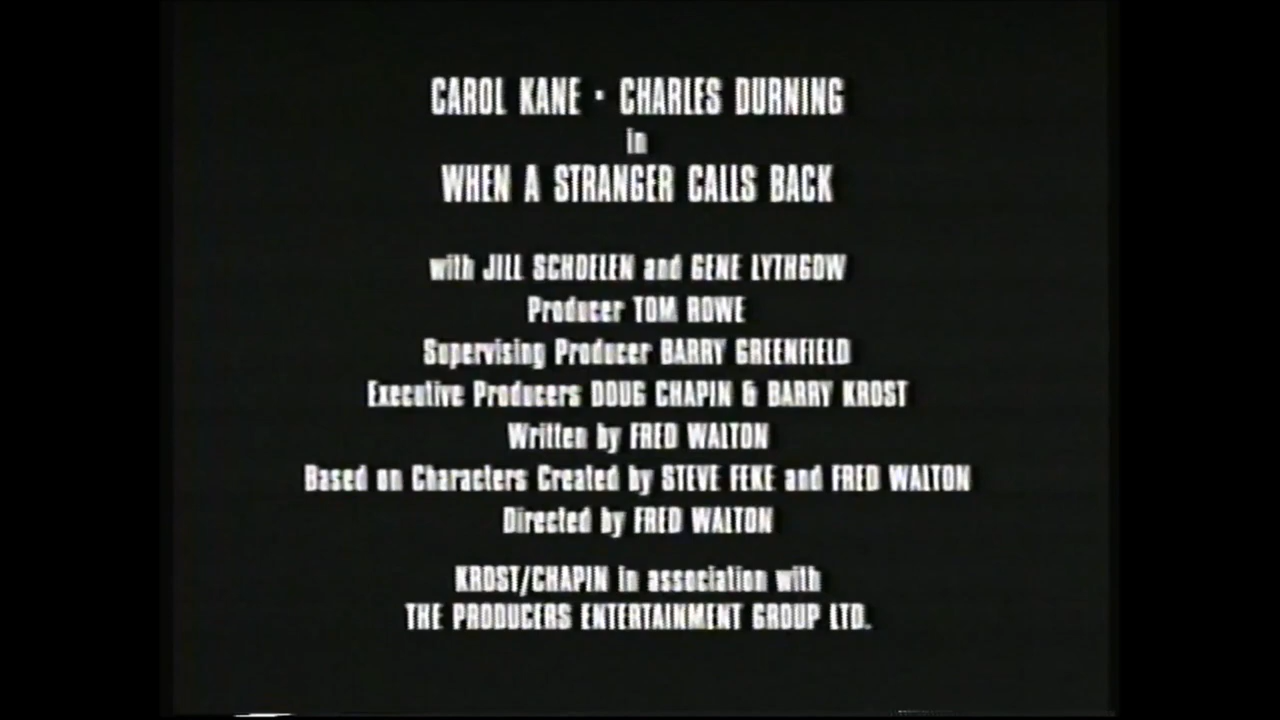 CAROL KANE · CHARLES DURNING
in
WHEN A STRANGER CALLS BACK
with JILL SCHOELEN and GENE LYTHGOW
Producer TOM ROWE
Supervising Producer BARRY GREENFIELD
Executive Producers DOUG CHAPIN & BARRY KROST
Written by FRED WALTON
Based on Characters Created by STEVE FEKE and FRED WALTON
Directed by FRED WALTON
KROST/CHAPIN in association with
THE PRODUCERS ENTERTAINMENT GROUP LTD.